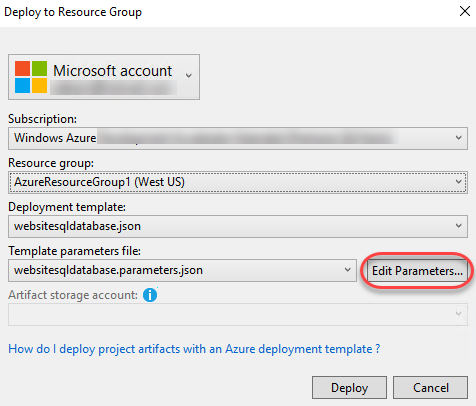 Deploy to Resource Group
Microsoft account
Subscription:
Windows Azure
Resource group:
AzureResourceGroup1 (West US)
Deployment template:
websitesqldatabase.json
Template parameters file:
websitesqldatabase.parameters.json
Edit Parameters...
Artifact storage account:
How do I deploy project artifacts with an Azure deployment template ?
Deploy
Cancel